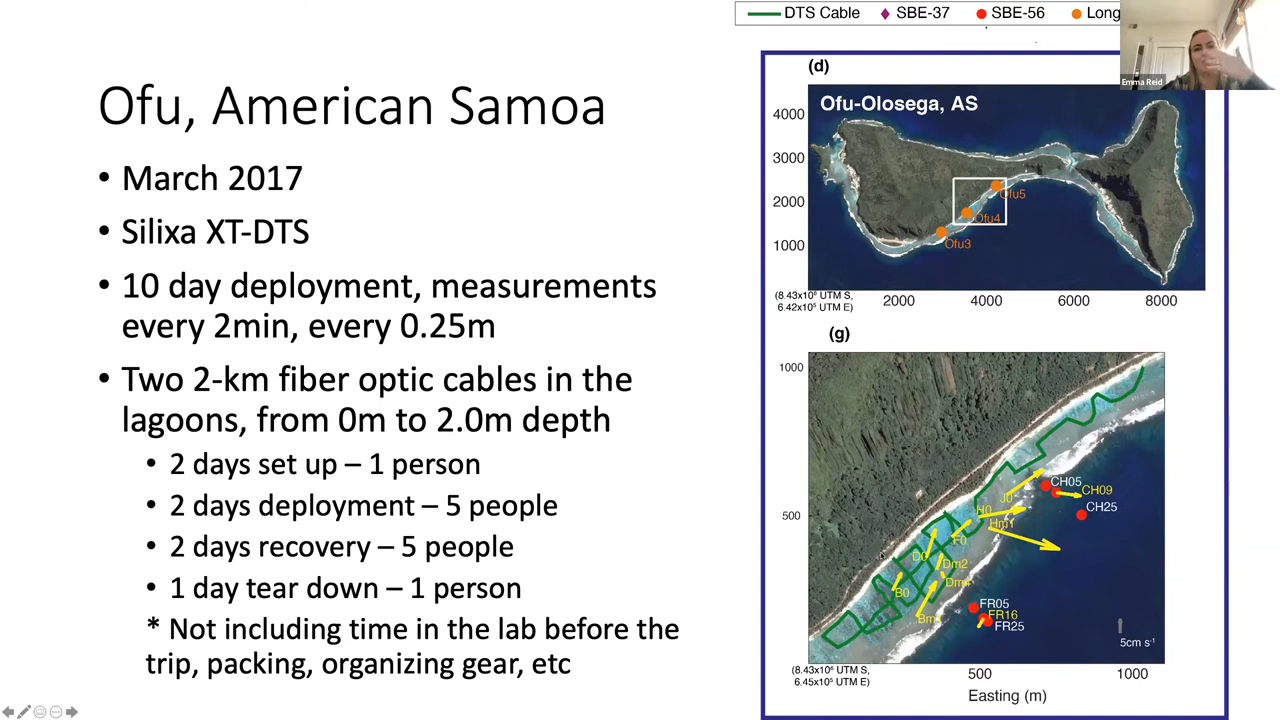 DTS Cable SBE-37 SBE-56 Long
Emma Reid
Ofu, American Samoa
• March 2017
• Silixa XT-DTS
• 10 day deployment, measurements
every 2min, every 0.25m
• Two 2-km fiber optic cables in the
lagoons, from 0m to 2.0m depth
• 2 days set up – 1 person
• 2 days deployment – 5 people
• 2 days recovery – 5 people
• 1 day tear down – 1 person
* Not including time in the lab before the
trip, packing, organizing gear, etc
(d)
Ofu-Olosega, AS
4000
3000
2000
1000
Ofu5
Ofu4
Ofu3
(8.43x10⁶ UTM S,
6.42x10⁵ UTM E)
2000 4000 6000 8000
(g)
1000
500
CH05
CH09
CH25
J0
H0
Hm1
F0
D0
Dm2
B0
FR05
FR16
FR25
5cm s⁻¹
(8.43x10⁶ UTM S,
6.45x10⁵ UTM E)
500 1000
Easting (m)